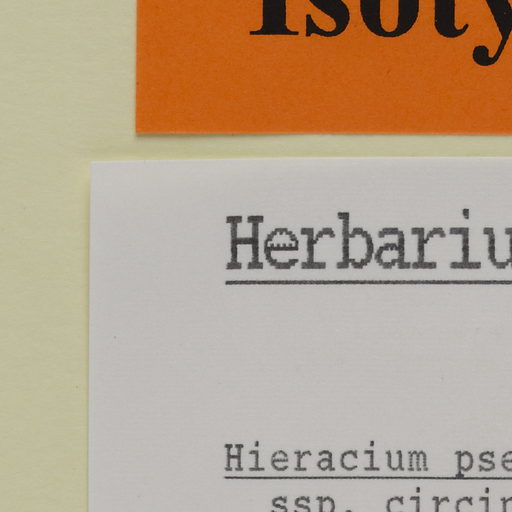 Isoty
Herbariu
Hieracium pse
ssp. circin